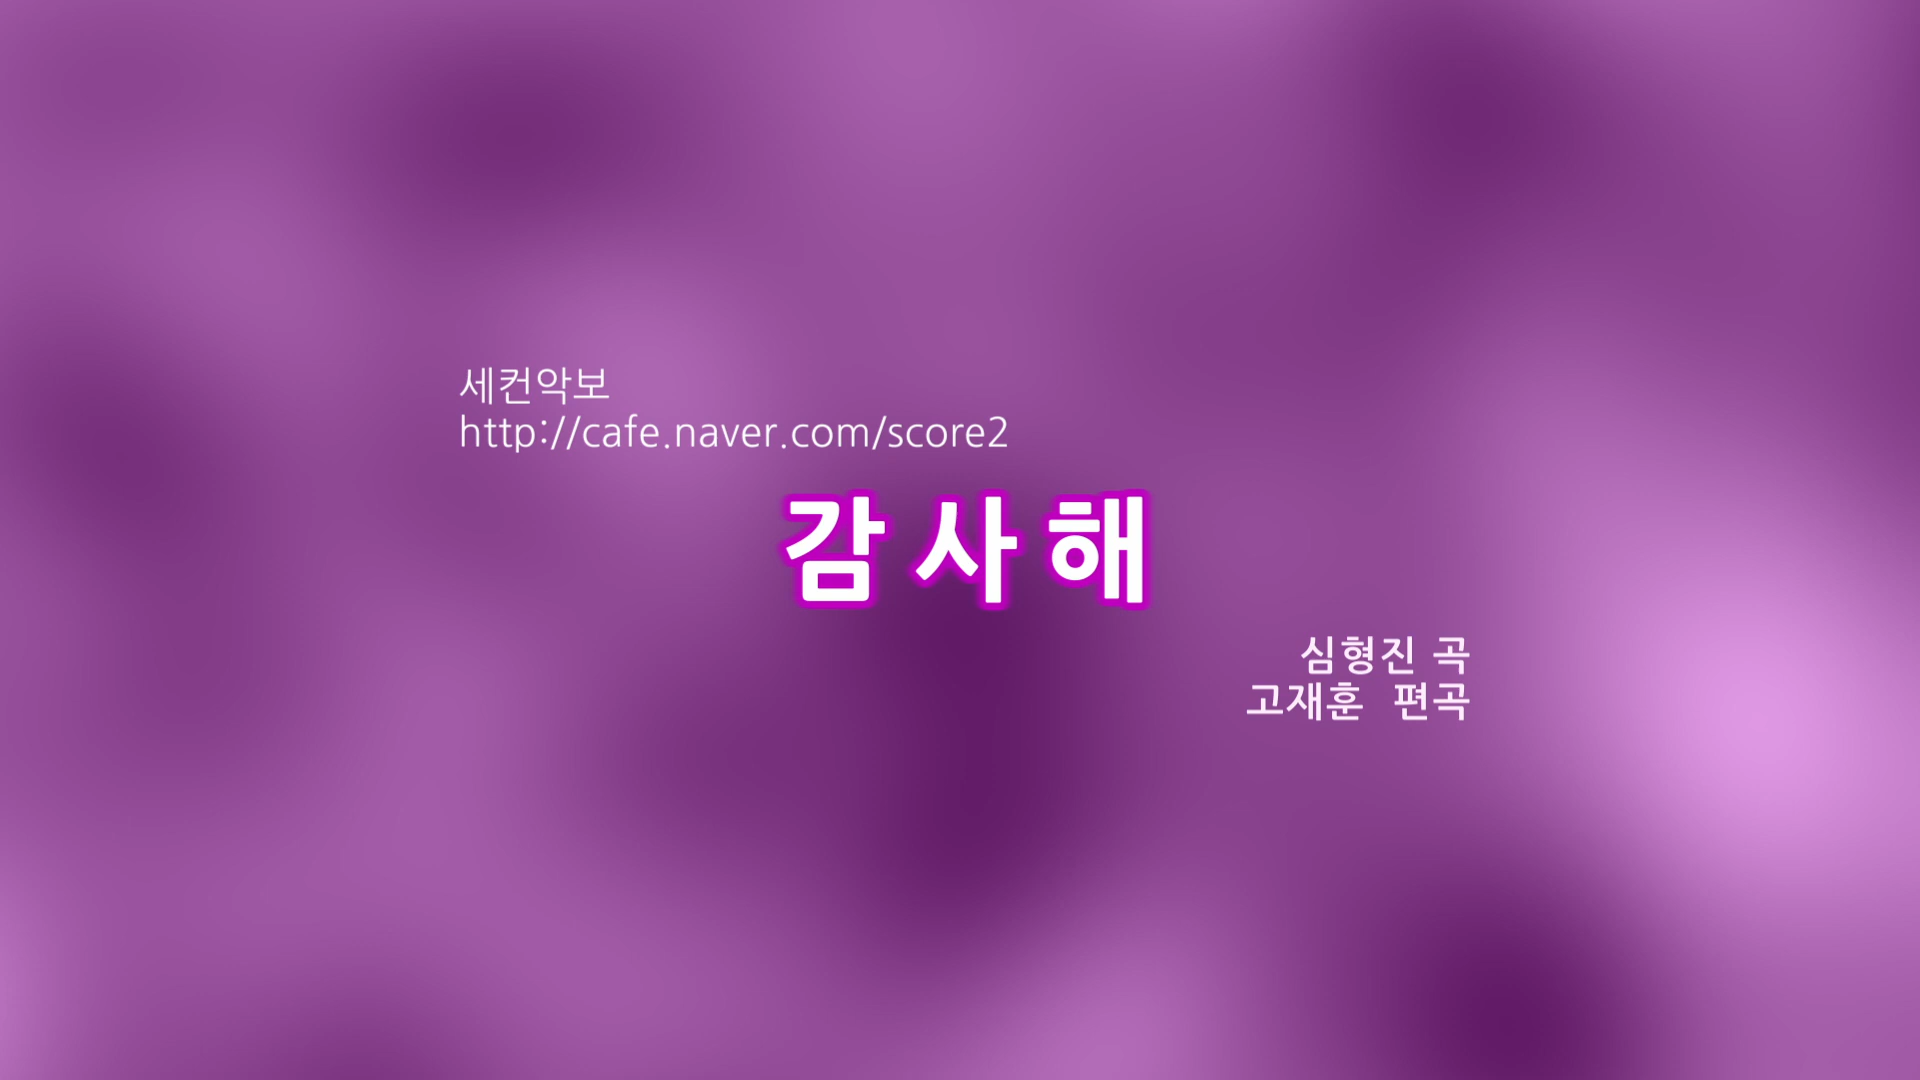 세컨악보
http://cafe.naver.com/score2
감사해
심형진 곡
고재훈 편곡